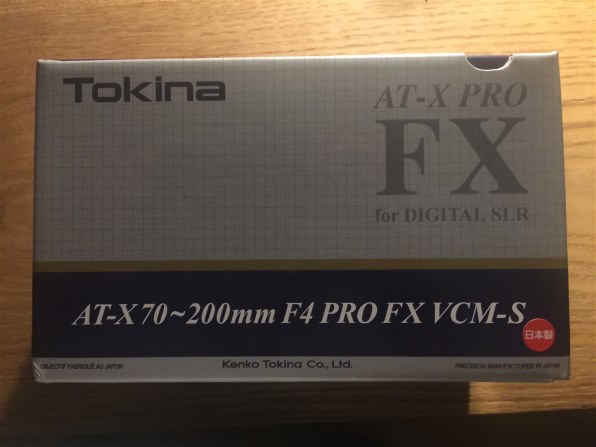 Tokina
AT-X PRO
FX
for DIGITAL SLR
AT-X 70~200mm F4 PRO FX VCM-S
日本製
OBJECTIF FABRIQUÉ AU JAPON
Kenko Tokina Co., Ltd.
PRECISION MANUFACTURED IN JAPAN